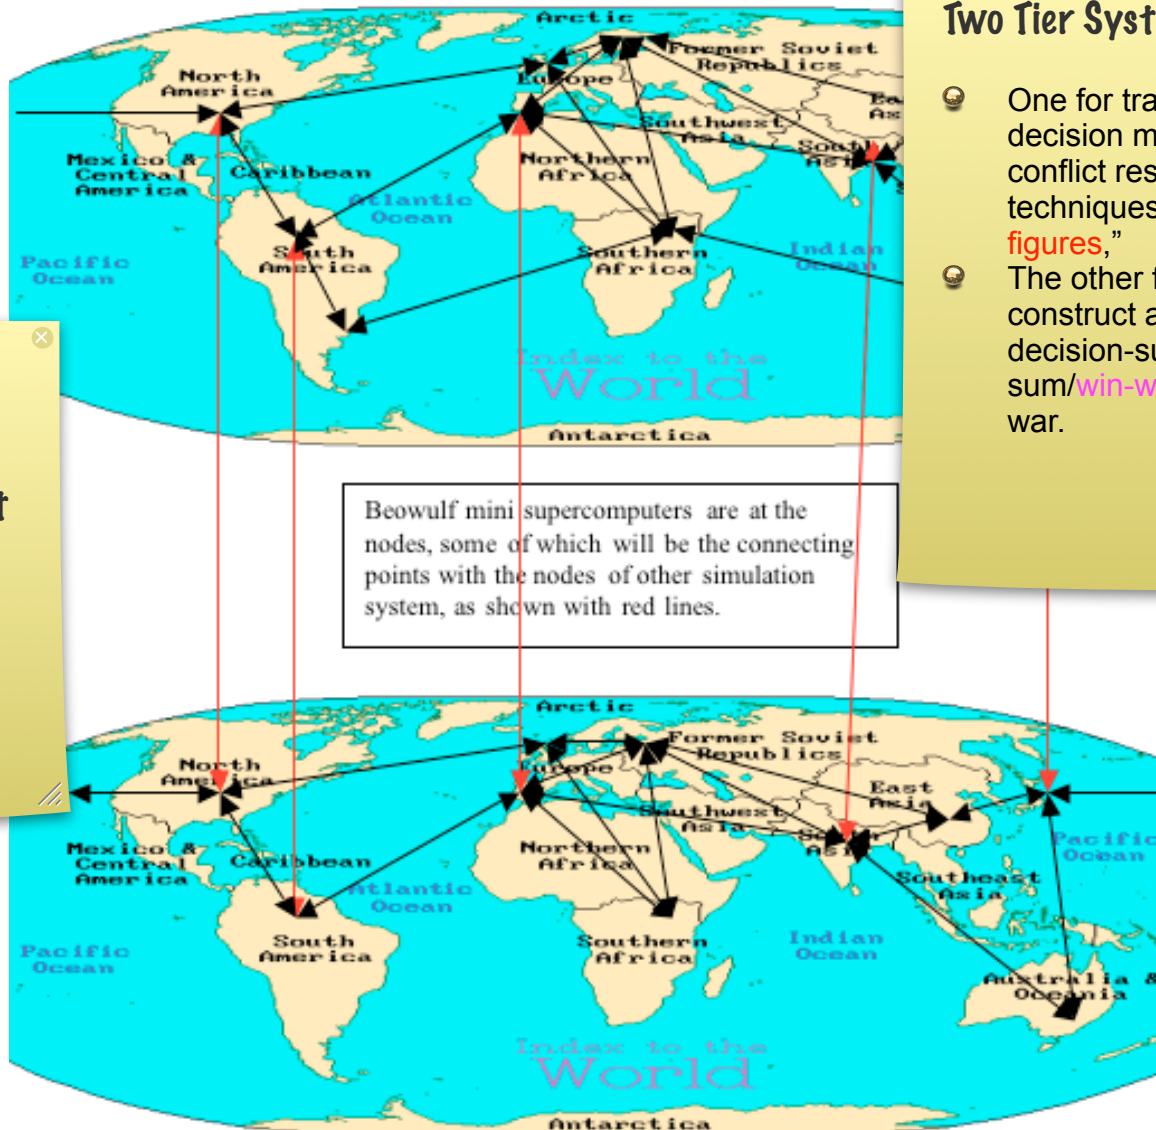 Arctic
North
America
Europe
Former Soviet
Republics
Southwest
Asia
South
Asia
Mexico &
Central
America
Caribbean
Northern
Africa
Atlantic
Ocean
Pacific
Ocean
South
America
Southern
Africa
Indian
Ocean
Index to the
World
Antarctica
Two Tier Syst
One for tra
decision m
conflict res
techniques
figures,”
The other f
construct a
decision-su
sum/win-w
war.
t
Beowulf mini supercomputers are at the
nodes, some of which will be the connecting
points with the nodes of other simulation
system, as shown with red lines.
Arctic
North
America
Europe
Former Soviet
Republics
East
Asia
Southwest
Asia
South
Asia
Pacific
Ocean
Mexico &
Central
America
Caribbean
Northern
Africa
Southeast
Asia
Atlantic
Ocean
Pacific
Ocean
South
America
Southern
Africa
Indian
Ocean
Australia &
Oceania
Index to the
World
Antarctica